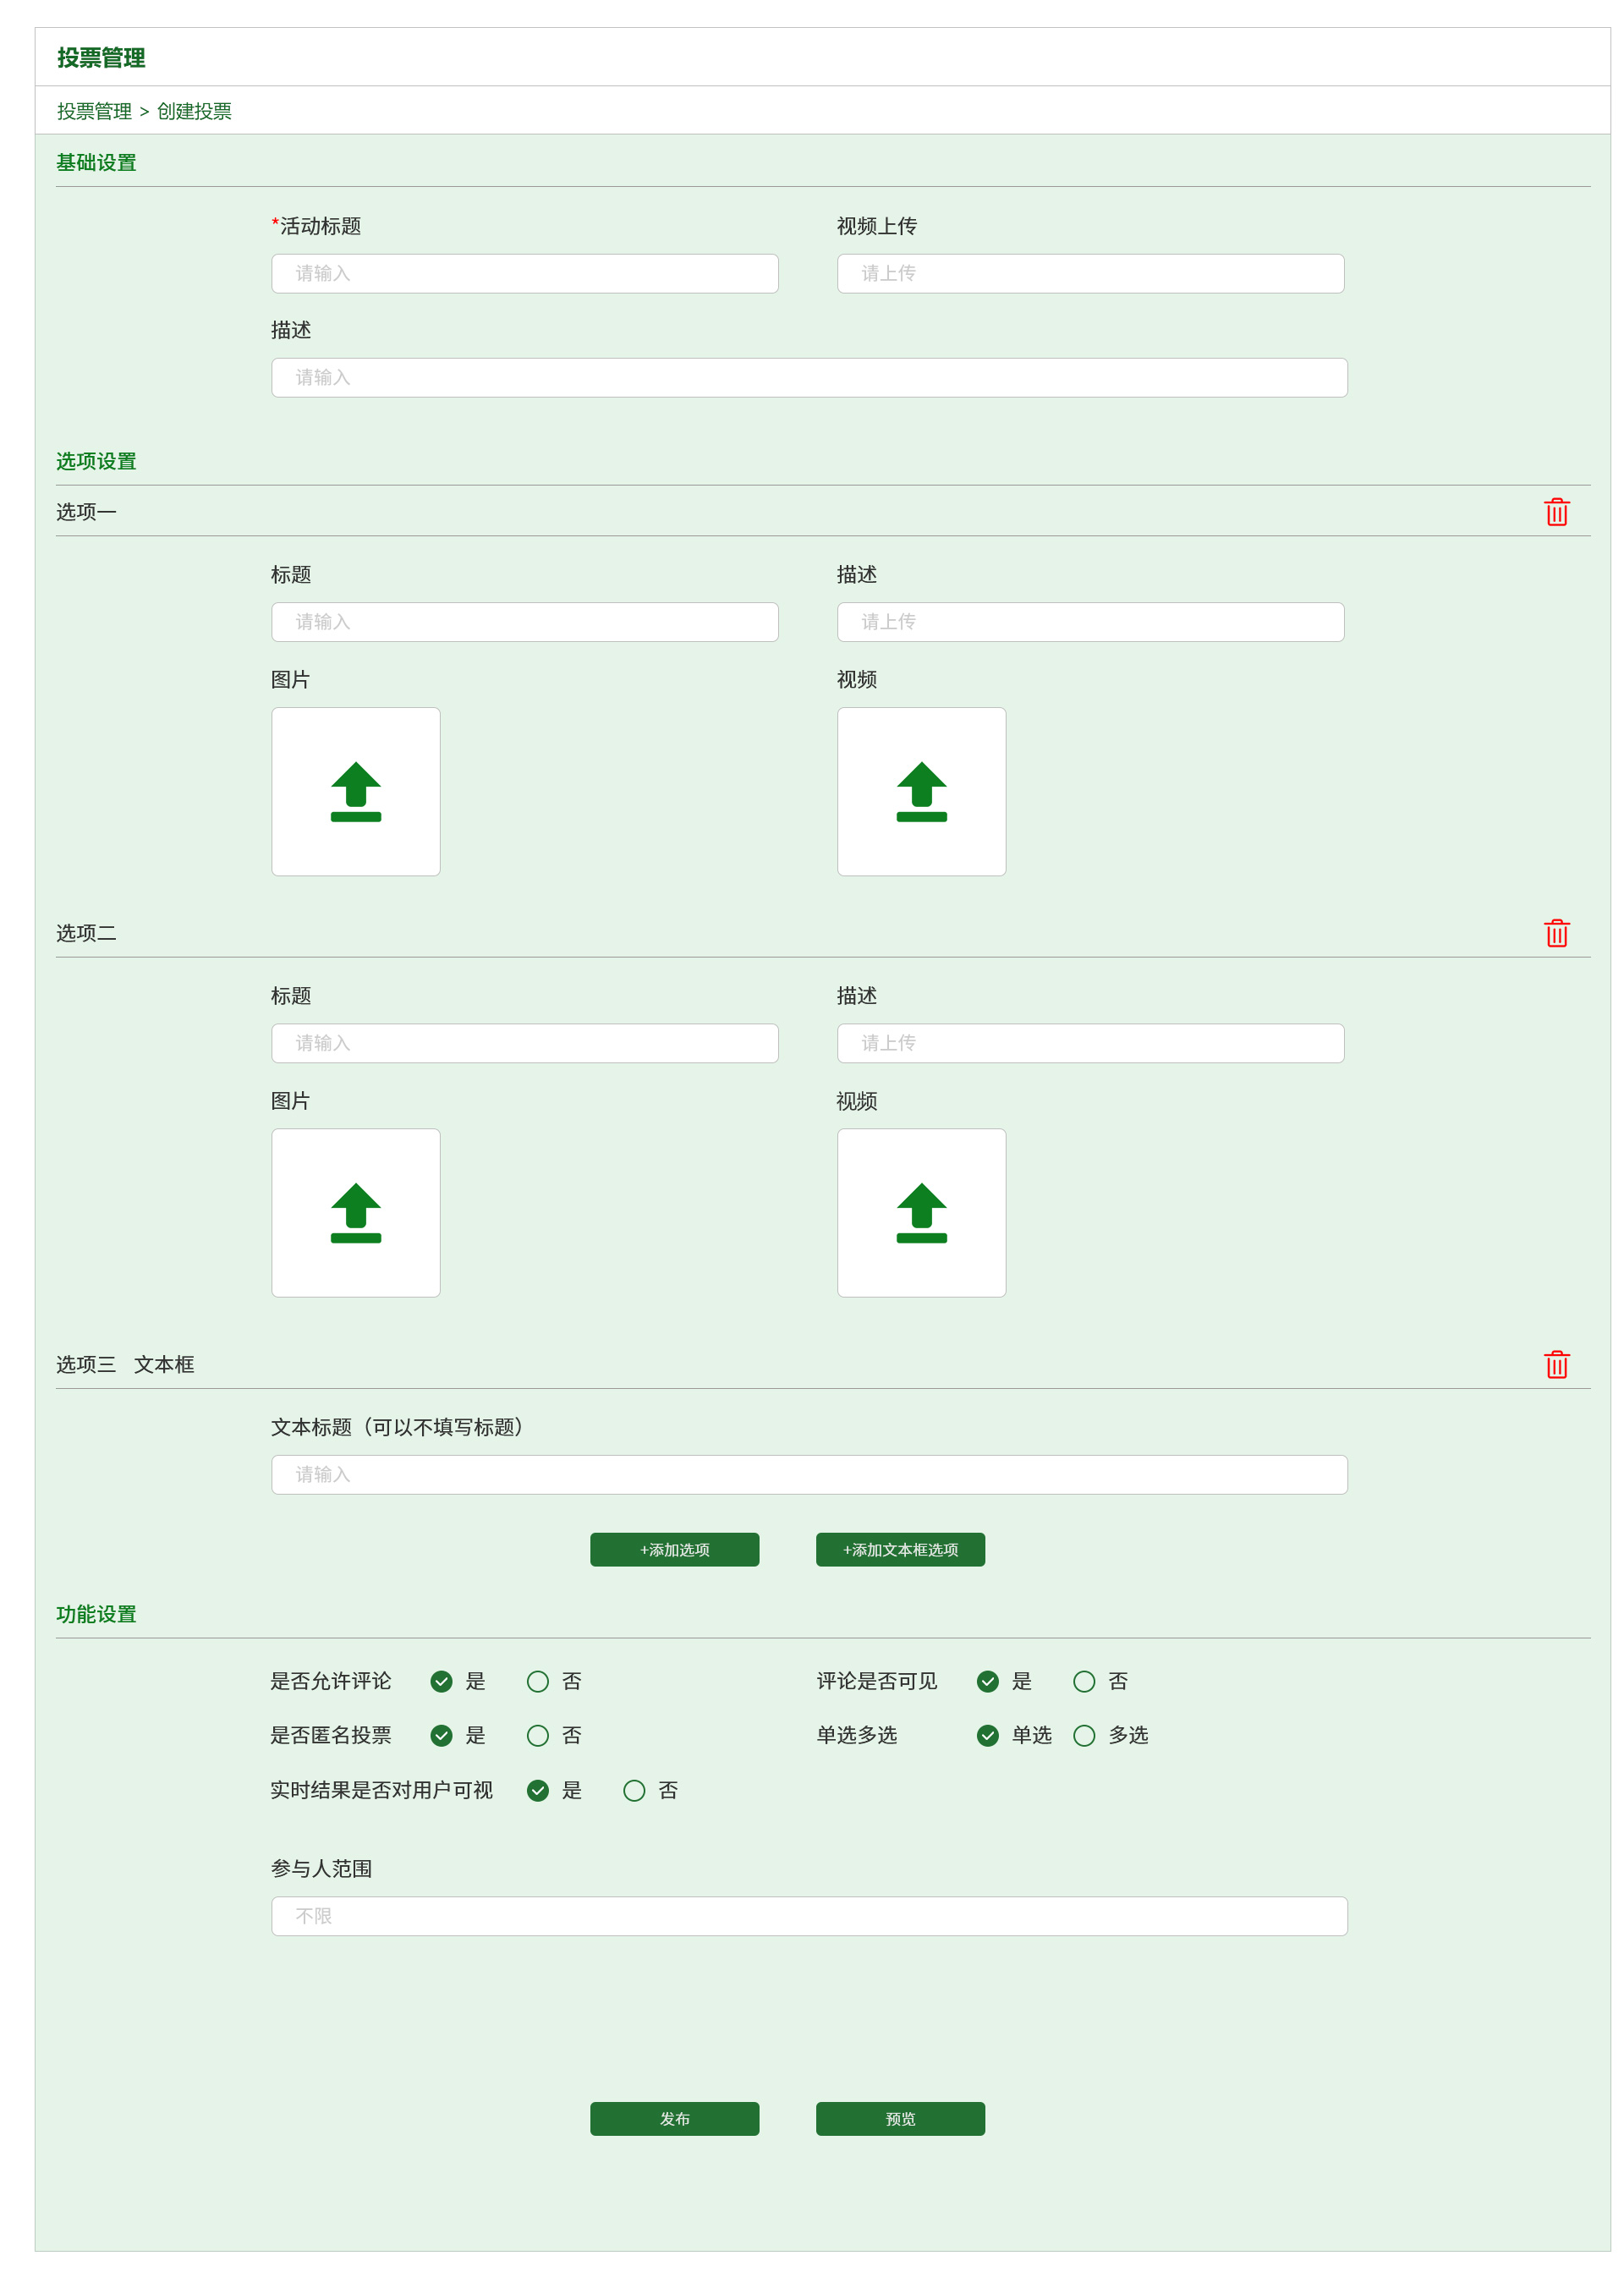 投票管理
投票管理 > 创建投票
基础设置
*活动标题 视频上传
请输入 请上传
描述
请输入
选项设置
选项一
标题 描述
请输入 请上传
图片 视频
选项二
标题 描述
请输入 请上传
图片 视频
选项三 文本框
文本标题（可以不填写标题）
请输入
+添加选项 +添加文本框选项
功能设置
是否允许评论 是 否 评论是否可见 是 否
是否匿名投票 是 否 单选多选 单选 多选
实时结果是否对用户可视 是 否
参与人范围
不限
发布 预览